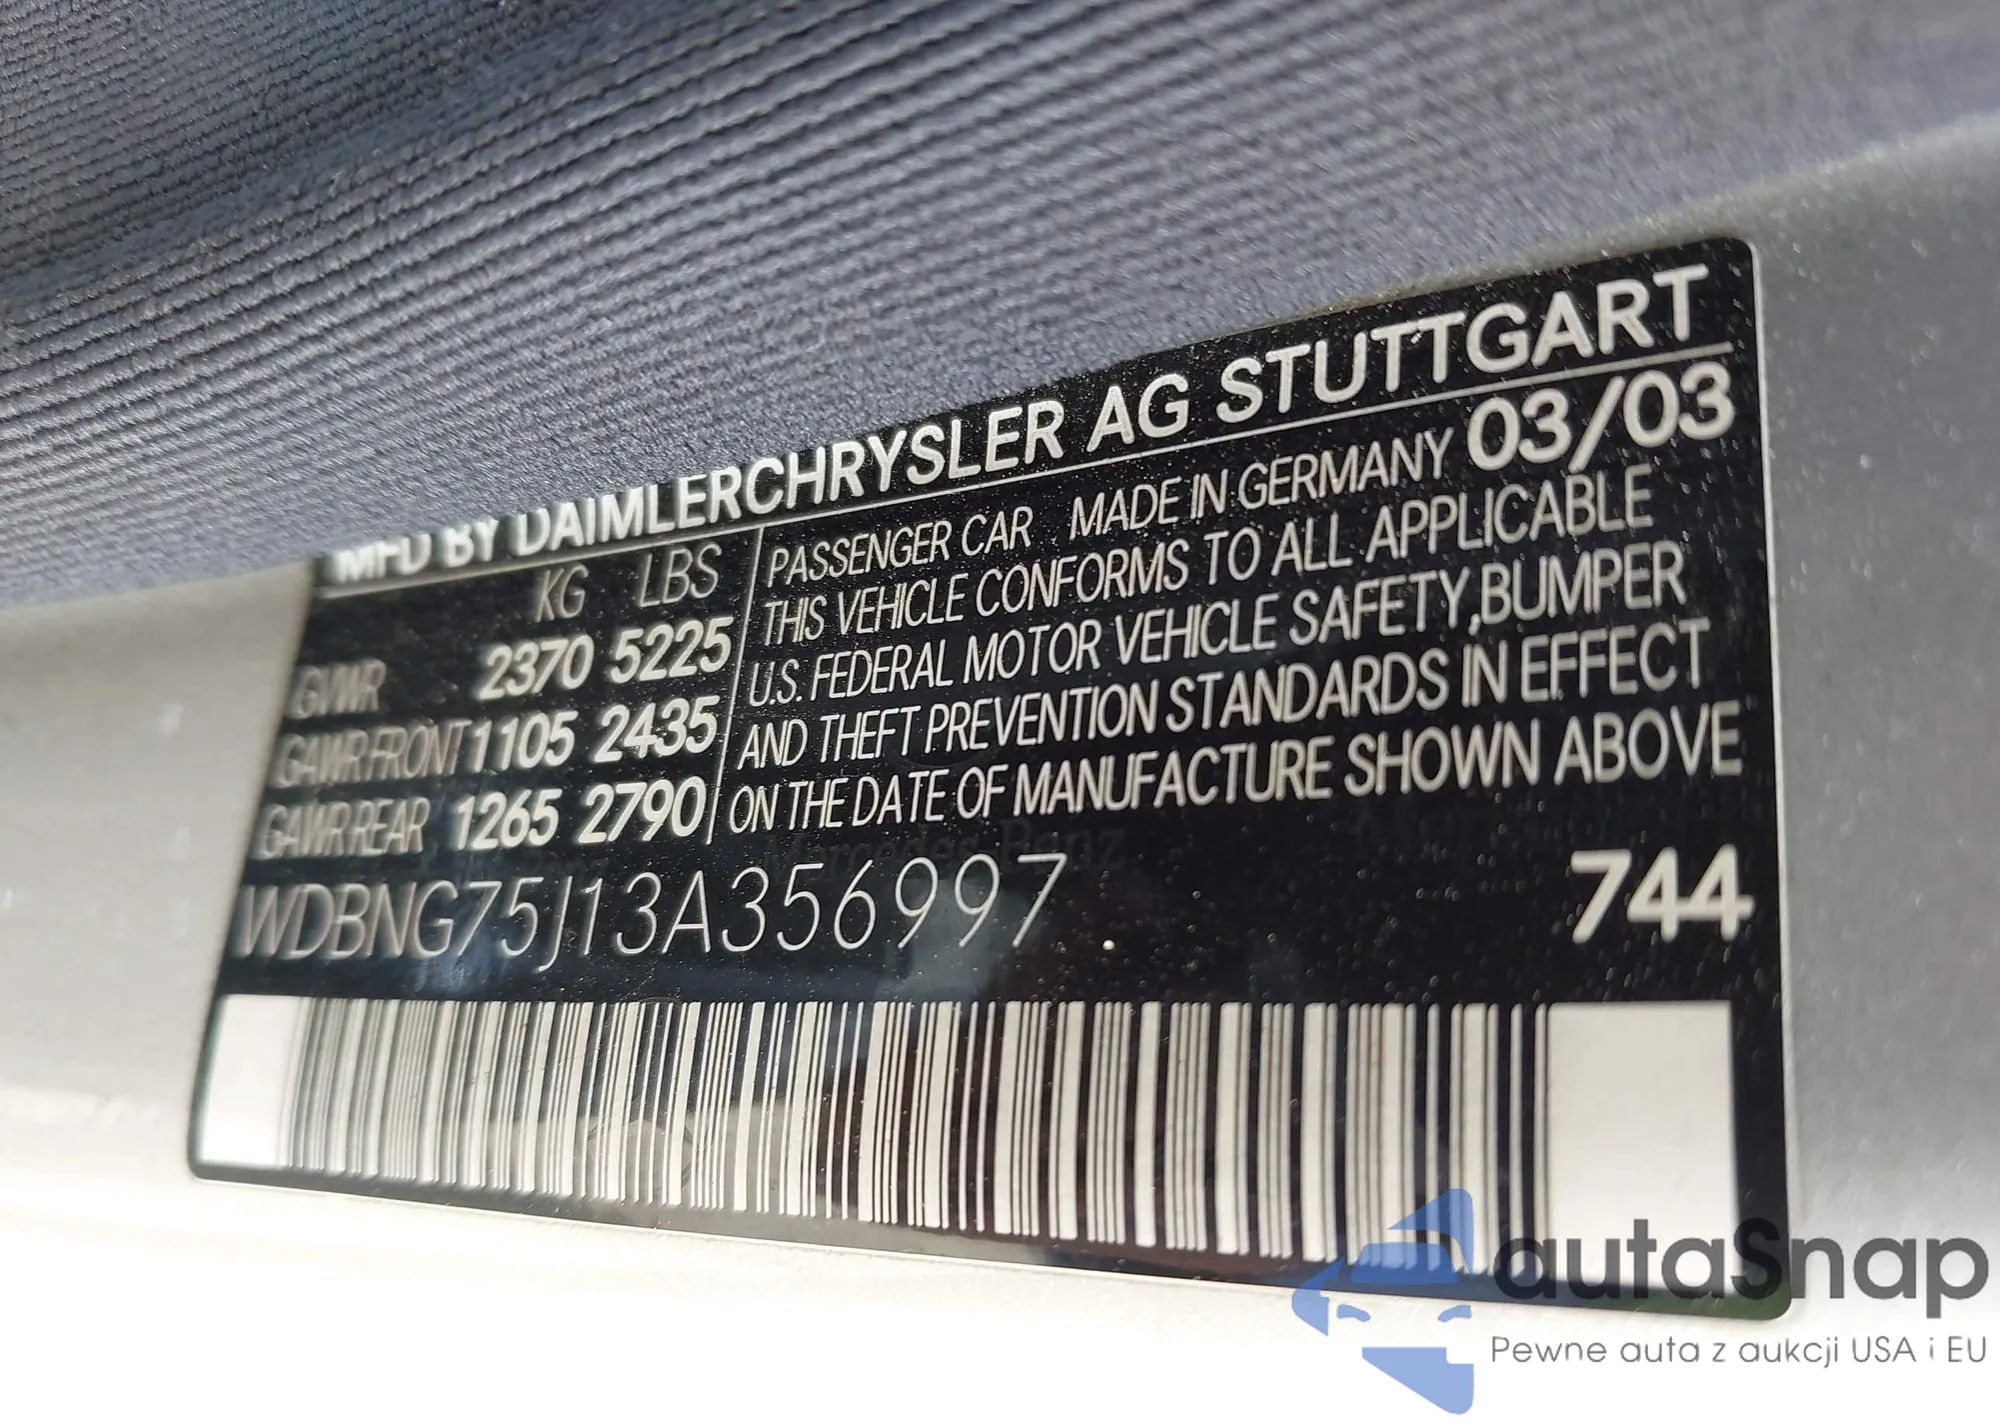 MFD BY DAIMLERCHRYSLER AG STUTTGART
KG LBS
GVWR 2370 5225
GAWR FRONT 1105 2435
GAWR REAR 1265 2790
PASSENGER CAR MADE IN GERMANY 03/03
THIS VEHICLE CONFORMS TO ALL APPLICABLE
U.S. FEDERAL MOTOR VEHICLE SAFETY,BUMPER
AND THEFT PREVENTION STANDARDS IN EFFECT
ON THE DATE OF MANUFACTURE SHOWN ABOVE
Mercedes-Benz
WDBNG75J13A356997 744
autaSnap
Pewne auta z aukcji USA i EU